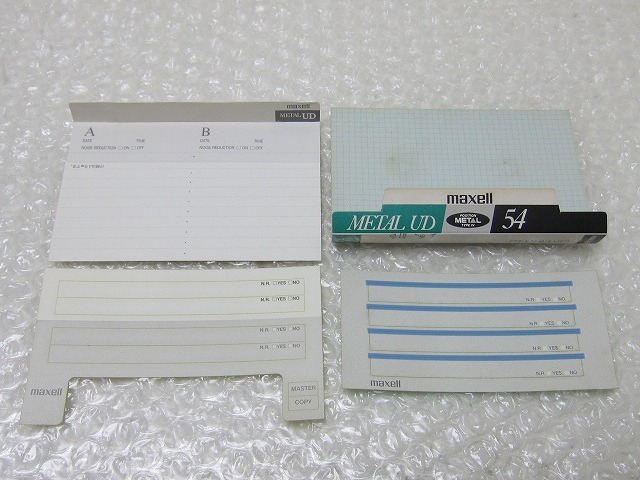 maxell
METAL UD
A
B
DATE TIME
DATE TIME
NOISE REDUCTION □ON □OFF
NOISE REDUCTION □ON □OFF
maxell
METAL UD
POSITION
METAL
TYPE IV
54
N.R. □YES □NO
N.R. □YES □NO
N.R. □YES □NO
N.R. □YES □NO
maxell
MASTER
COPY
N.R. □YES □NO
N.R. □YES □NO
N.R. □YES □NO
N.R. □YES □NO
maxell